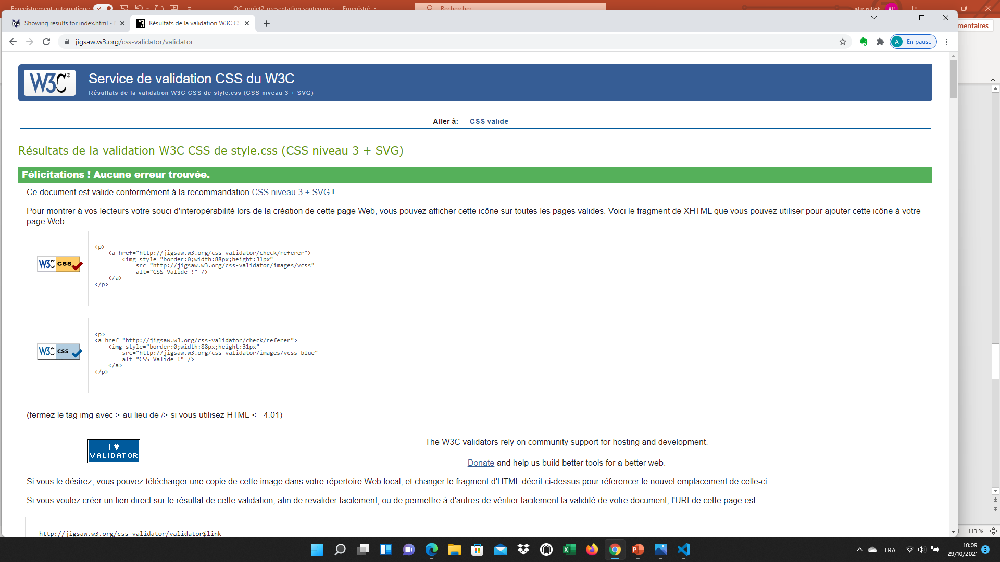 Enregistrement automatique
OC_projet2_presentation soutenance - Enregistré
Rechercher
alix pillot
AP
Showing results for index.html -
Résultats de la validation W3C CS
mentaires
jigsaw.w3.org/css-validator/validator
A
En pause
W3C®
Service de validation CSS du W3C
Résultats de la validation W3C CSS de style.css (CSS niveau 3 + SVG)
Aller à: CSS valide
Résultats de la validation W3C CSS de style.css (CSS niveau 3 + SVG)
Félicitations ! Aucune erreur trouvée.
Ce document est valide conformément à la recommandation CSS niveau 3 + SVG !
Pour montrer à vos lecteurs votre souci d'interopérabilité lors de la création de cette page Web, vous pouvez afficher cette icône sur toutes les pages valides. Voici le fragment de XHTML que vous pouvez utiliser pour ajouter cette icône à votre
page Web:
W3C css
<p>
<a href="http://jigsaw.w3.org/css-validator/check/referer">
<img style="border:0;width:88px;height:31px"
src="http://jigsaw.w3.org/css-validator/images/vcss"
alt="CSS Valide !" />
</a>
</p>
W3C css
<p>
<a href="http://jigsaw.w3.org/css-validator/check/referer">
<img style="border:0;width:88px;height:31px"
src="http://jigsaw.w3.org/css-validator/images/vcss-blue"
alt="CSS Valide !" />
</a>
</p>
(fermez le tag img avec > au lieu de /> si vous utilisez HTML <= 4.01)
I ♥
VALIDATOR
The W3C validators rely on community support for hosting and development.
Donate and help us build better tools for a better web.
Si vous le désirez, vous pouvez télécharger une copie de cette image dans votre répertoire Web local, et changer le fragment d'HTML décrit ci-dessus pour réferencer le nouvel emplacement de celle-ci.
Si vous voulez créer un lien direct sur le résultat de cette validation, afin de revalider facilement, ou de permettre à d'autres de vérifier facilement la validité de votre document, l'URI de cette page est :
http://jigsaw.w3.org/css-validator/validator$link
113 %
FRA
10:09
29/10/2021
3